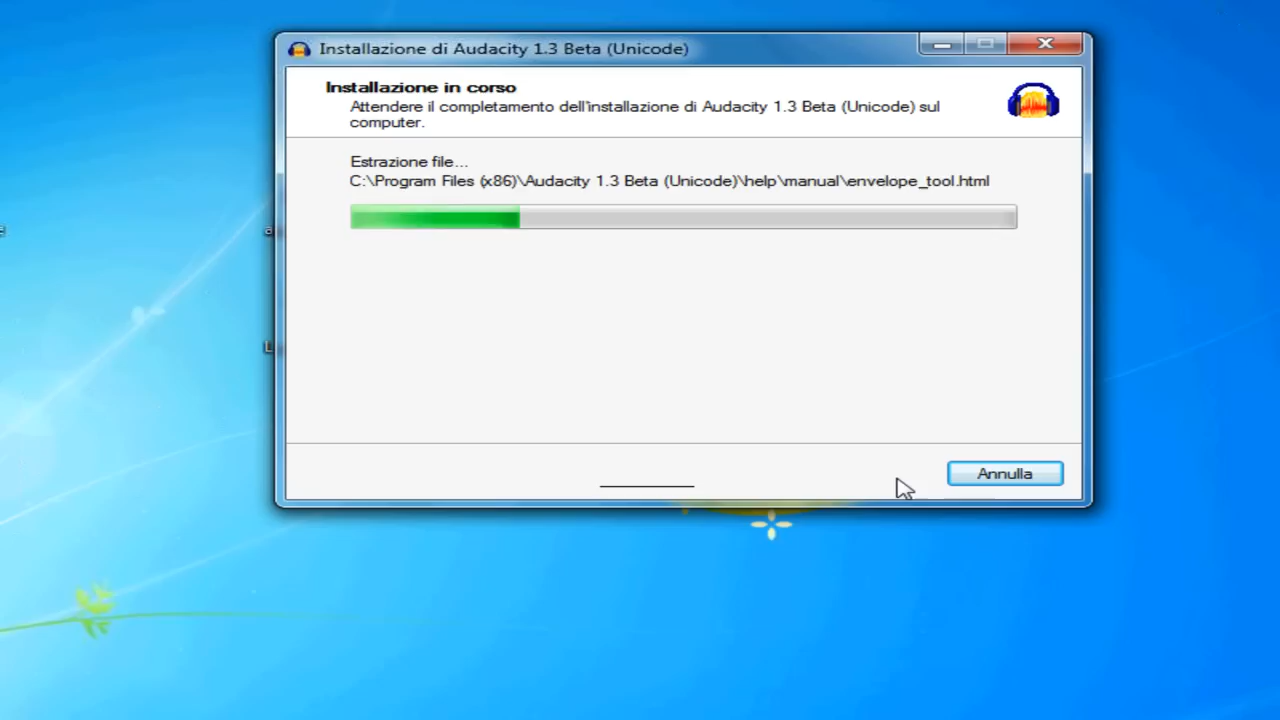 Installazione di Audacity 1.3 Beta (Unicode)
Installazione in corso
Attendere il completamento dell'installazione di Audacity 1.3 Beta (Unicode) sul
computer.
Estrazione file...
C:\Program Files (x86)\Audacity 1.3 Beta (Unicode)\help\manual\envelope_tool.html
Annulla